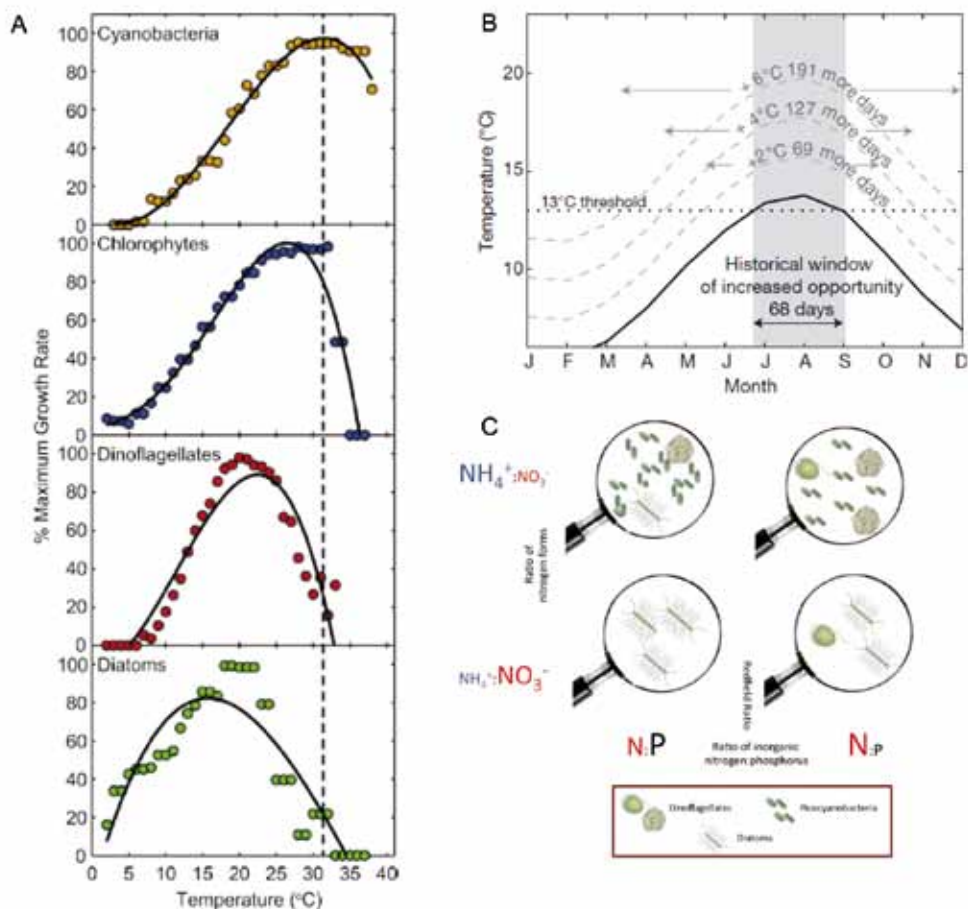 A
% Maximum Growth Rate
Cyanobacteria
100
80
60
40
20
0
Chlorophytes
100
80
60
40
20
0
Dinoflagellates
100
80
60
40
20
0
Diatoms
100
80
60
40
20
0
0 5 10 15 20 25 30 35 40
Temperature (°C)
B
Temperature (°C)
20
15
10
+6°C 191 more days
+4°C 127 more days
+2°C 69 more days
13°C threshold
Historical window
of increased opportunity
68 days
J F M A M J J A S O N D
Month
C
NH₄⁺:NO₃⁻
Ratio of
nitrogen forms
NH₄⁺:NO₃⁻
Redfield Ratio
N:P
Ratio of inorganic
nitrogen phosphorus
N:P
Dinoflagellates
Picocyanobacteria
Diatoms